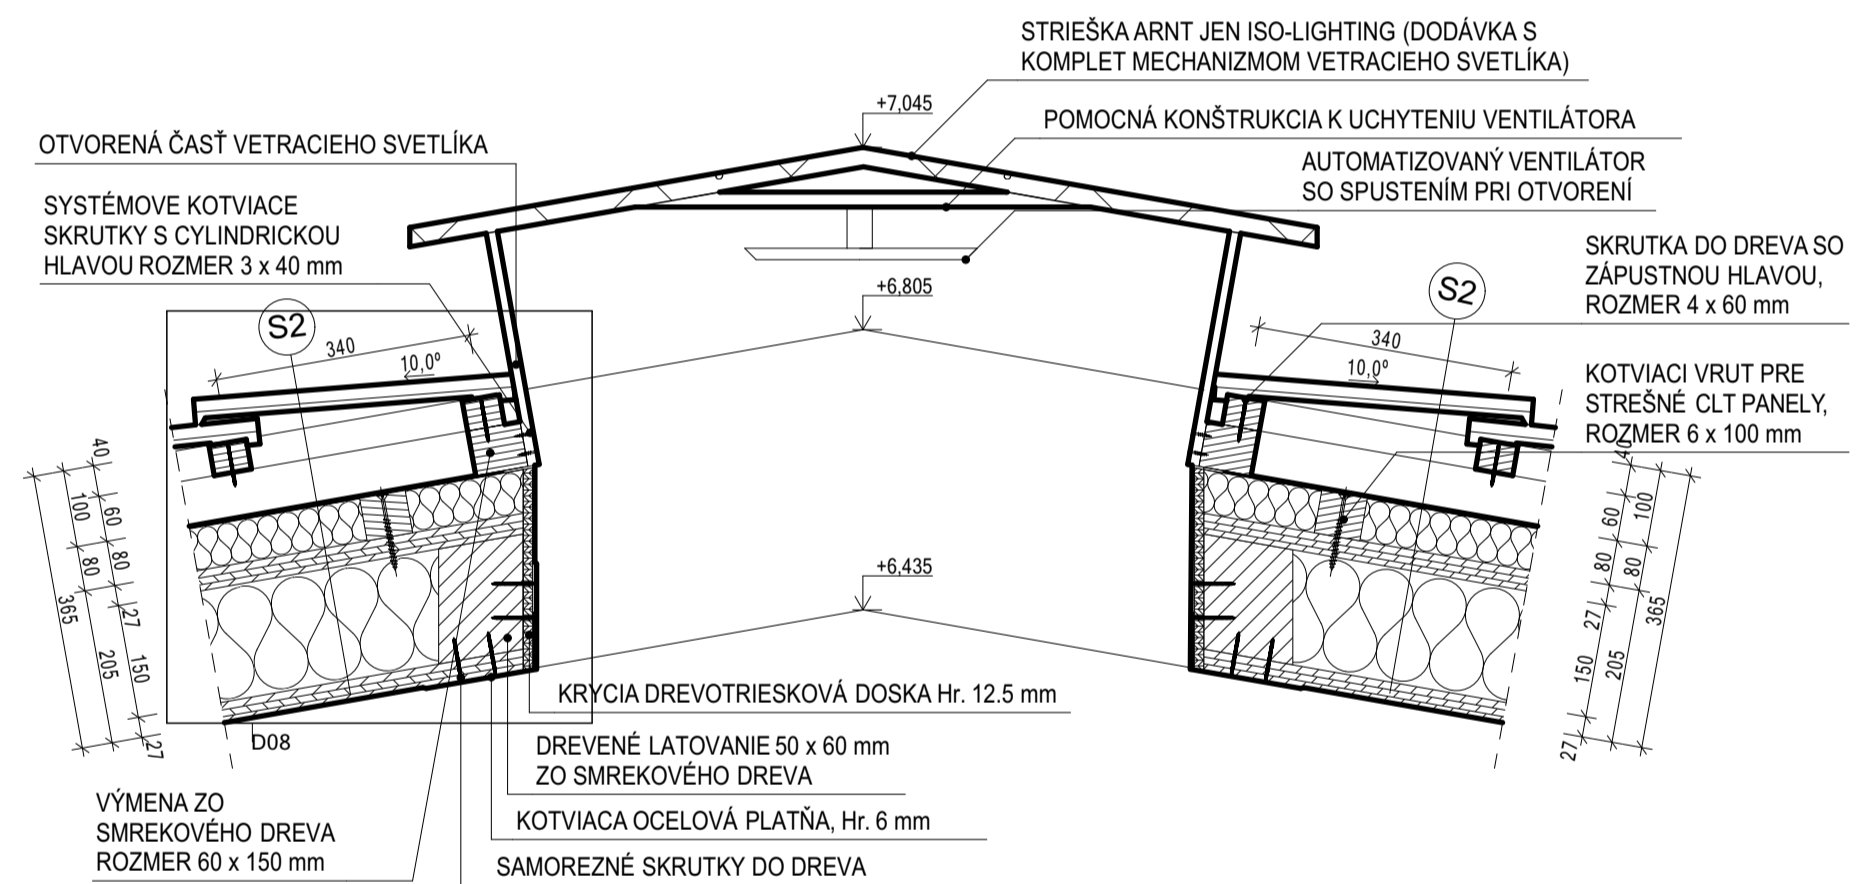 STRIEŠKA ARNT JEN ISO-LIGHTING (DODÁVKA S
KOMPLET MECHANIZMOM VETRACIEHO SVETLÍKA)
+7,045
POMOCNÁ KONŠTRUKCIA K UCHYTENIU VENTILÁTORA
OTVORENÁ ČASŤ VETRACIEHO SVETLÍKA
AUTOMATIZOVANÝ VENTILÁTOR
SO SPUSTENÍM PRI OTVORENÍ
SYSTÉMOVE KOTVIACE
SKRUTKY S CYLINDRICKOU
HLAVOU ROZMER 3 x 40 mm
SKRUTKA DO DREVA SO
ZÁPUSTNOU HLAVOU,
ROZMER 4 x 60 mm
+6,805
S2
S2
340
10,0º
340
10,0º
KOTVIACI VRUT PRE
STREŠNÉ CLT PANELY,
ROZMER 6 x 100 mm
40
100
60
80
80
365
27
205
150
27
40
60
100
80
80
27
365
150
205
27
+6,435
D08
KRYCIA DREVOTRIESKOVÁ DOSKA Hr. 12.5 mm
DREVENÉ LATOVANIE 50 x 60 mm
ZO SMREKOVÉHO DREVA
VÝMENA ZO
SMREKOVÉHO DREVA
ROZMER 60 x 150 mm
KOTVIACA OCELOVÁ PLATŇA, Hr. 6 mm
SAMOREZNÉ SKRUTKY DO DREVA